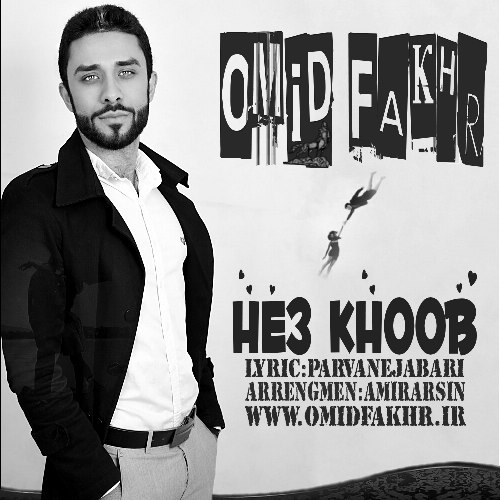 OMiD FAKHR
HE3 KHOOB
LYRIC:PARVANEJABARI
ARRENGMEN:AMIRARSIN
WWW.OMIDFAKHR.IR